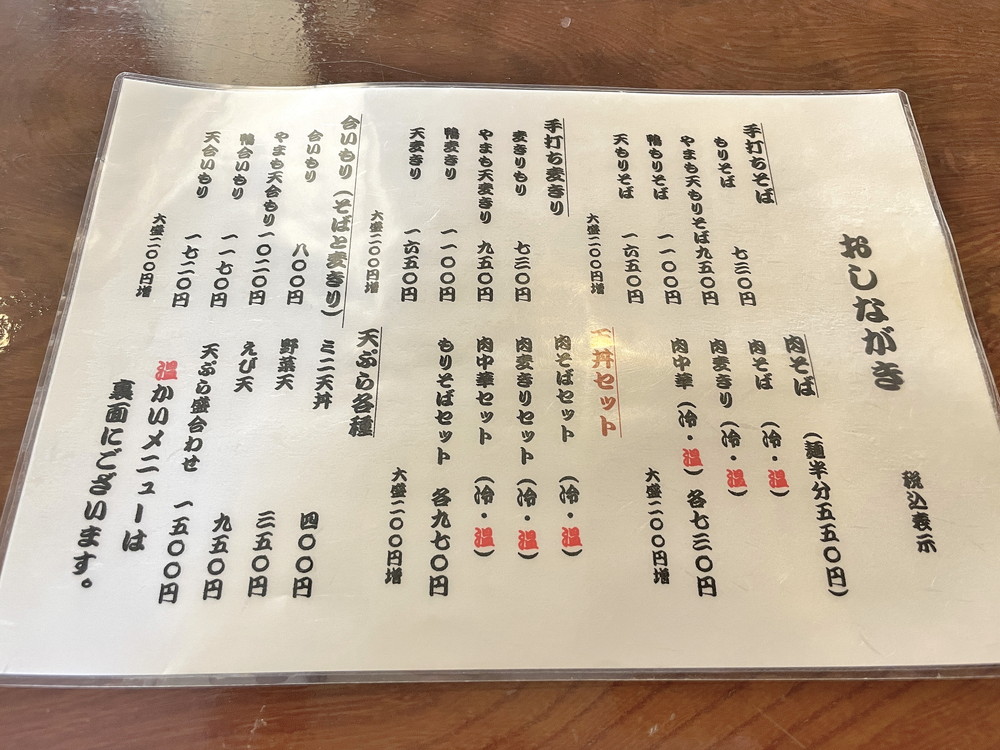 おしながき
税込表示
手打ちそば
もりそば 七三〇円
やまも天もりそば 九五〇円
鴨もりそば 一一〇〇円
天もりそば 一六五〇円
大盛二〇〇円増
手打ち麦きり
麦きりもり 七三〇円
やまも天麦きり 九五〇円
鴨麦きり 一一〇〇円
天麦きり 一六五〇円
大盛二〇〇円増
合いもり(そばと麦きり)
合いもり 八〇〇円
やまも天合もり 一〇二〇円
鴨合いもり 一一七〇円
天合いもり 一七二〇円
大盛二〇〇円増
肉そば (麺半分五五〇円)
肉そば (冷・温)
肉麦きり (冷・温)
肉中華 (冷・温) 各七三〇円
大盛二〇〇円増
丼セット
肉そばセット (冷・温)
肉麦きりセット (冷・温)
肉中華セット (冷・温)
もりそばセット 各九七〇円
大盛二〇〇円増
天ぷら各種
ミニ天丼 四〇〇円
野菜天 三五〇円
えび天 九五〇円
天ぷら盛合わせ 一五〇〇円
温かいメニューは
裏面にございます。